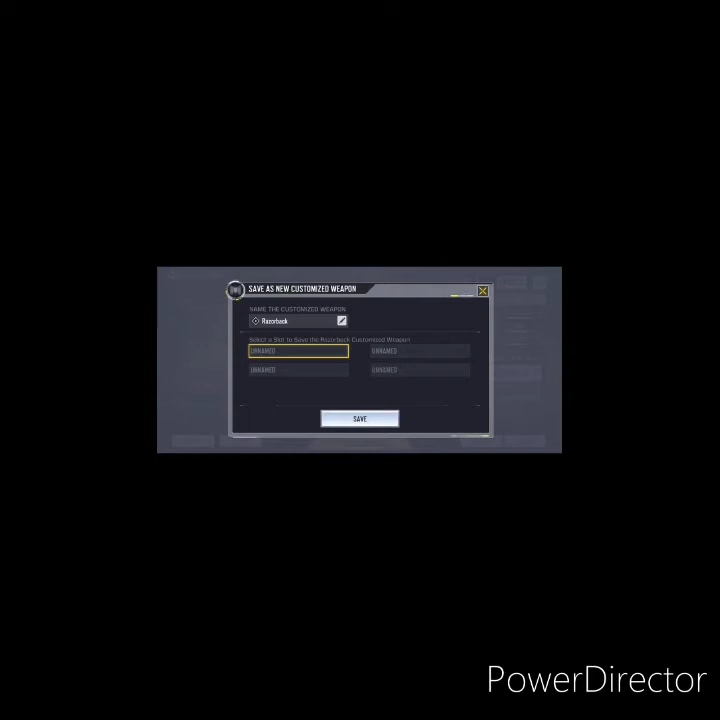 SAVE AS NEW CUSTOMIZED WEAPON
NAME THE CUSTOMIZED WEAPON
Razorback
Select a Slot to Save the Razorback Customized Weapon
UNNAMED UNNAMED
UNNAMED UNNAMED
SAVE
PowerDirector